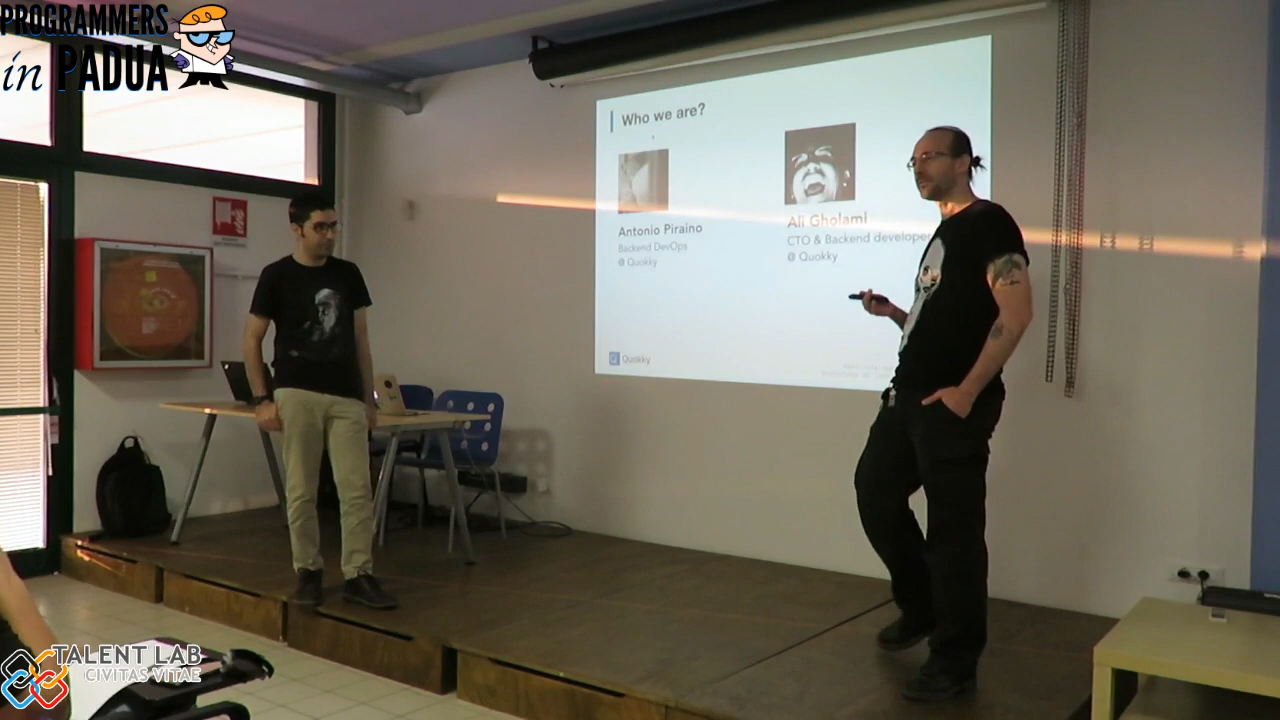 PROGRAMMERS
in PADUA
Who we are?
Antonio Piraino
Backend DevOps
@ Quokky
Ali Gholami
CTO & Backend developer
@ Quokky
Quokky
TALENT LAB
CIVITAS VITAE